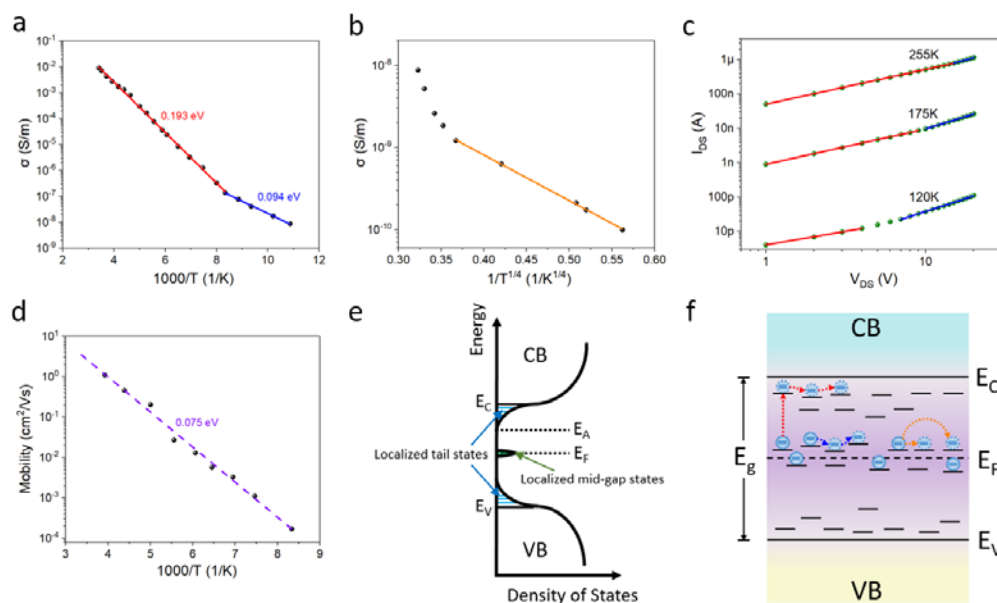 a
10⁻¹
10⁻²
10⁻³
10⁻⁴
10⁻⁵
10⁻⁶
10⁻⁷
10⁻⁸
10⁻⁹
σ (S/m)
0.193 eV
0.094 eV
2 4 6 8 10 12
1000/T (1/K)
b
10⁻⁸
10⁻⁹
10⁻¹⁰
σ (S/m)
0.30 0.35 0.40 0.45 0.50 0.55 0.60
1/T^1/4 (1/K^1/4)
c
1µ
100n
10n
1n
100p
10p
I_DS (A)
255K
175K
120K
1 10
V_DS (V)
d
10¹
10⁰
10⁻¹
10⁻²
10⁻³
10⁻⁴
Mobility (cm²/Vs)
0.075 eV
3 4 5 6 7 8 9
1000/T (1/K)
e
Energy
CB
E_C
E_A
Localized tail states
E_F
Localized mid-gap states
E_V
VB
Density of States
f
CB
E_C
E_g
E_F
E_V
VB